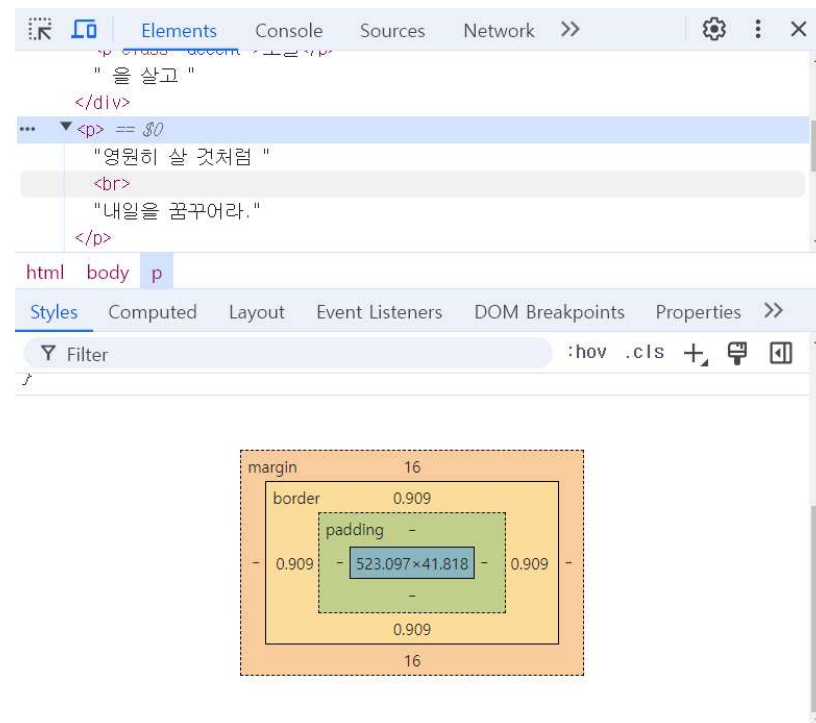 Elements Console Sources Network
" 을 살고 "
</div>
<p> == $0
"영원히 살 것처럼 "
<br>
"내일을 꿈꾸어라."
</p>
html body p
Styles Computed Layout Event Listeners DOM Breakpoints Properties
Filter :hov .cls
}
margin 16
border 0.909
padding -
- 0.909 - 523.097×41.818 - 0.909 -
-
0.909
16